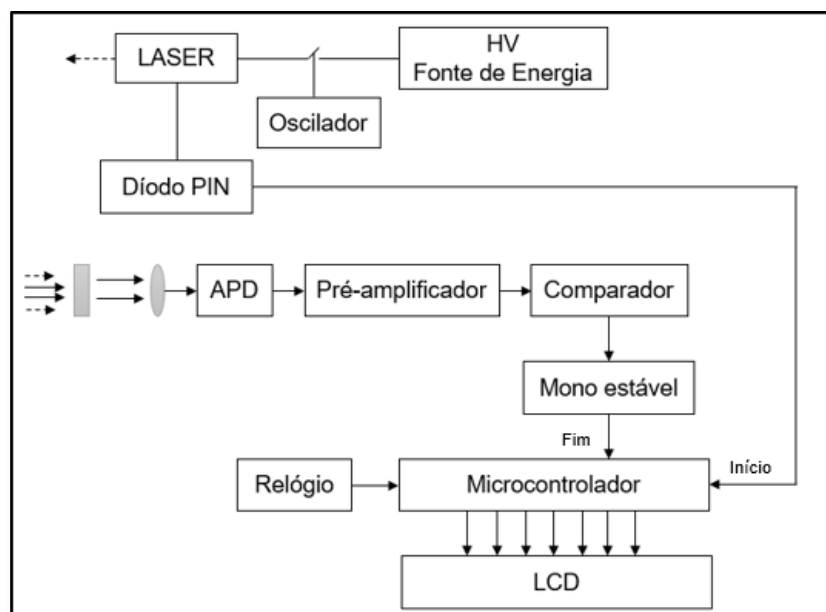 LASER
HV
Fonte de Energia
Oscilador
Díodo PIN
APD
Pré-amplificador
Comparador
Mono estável
Fim
Início
Relógio
Microcontrolador
LCD